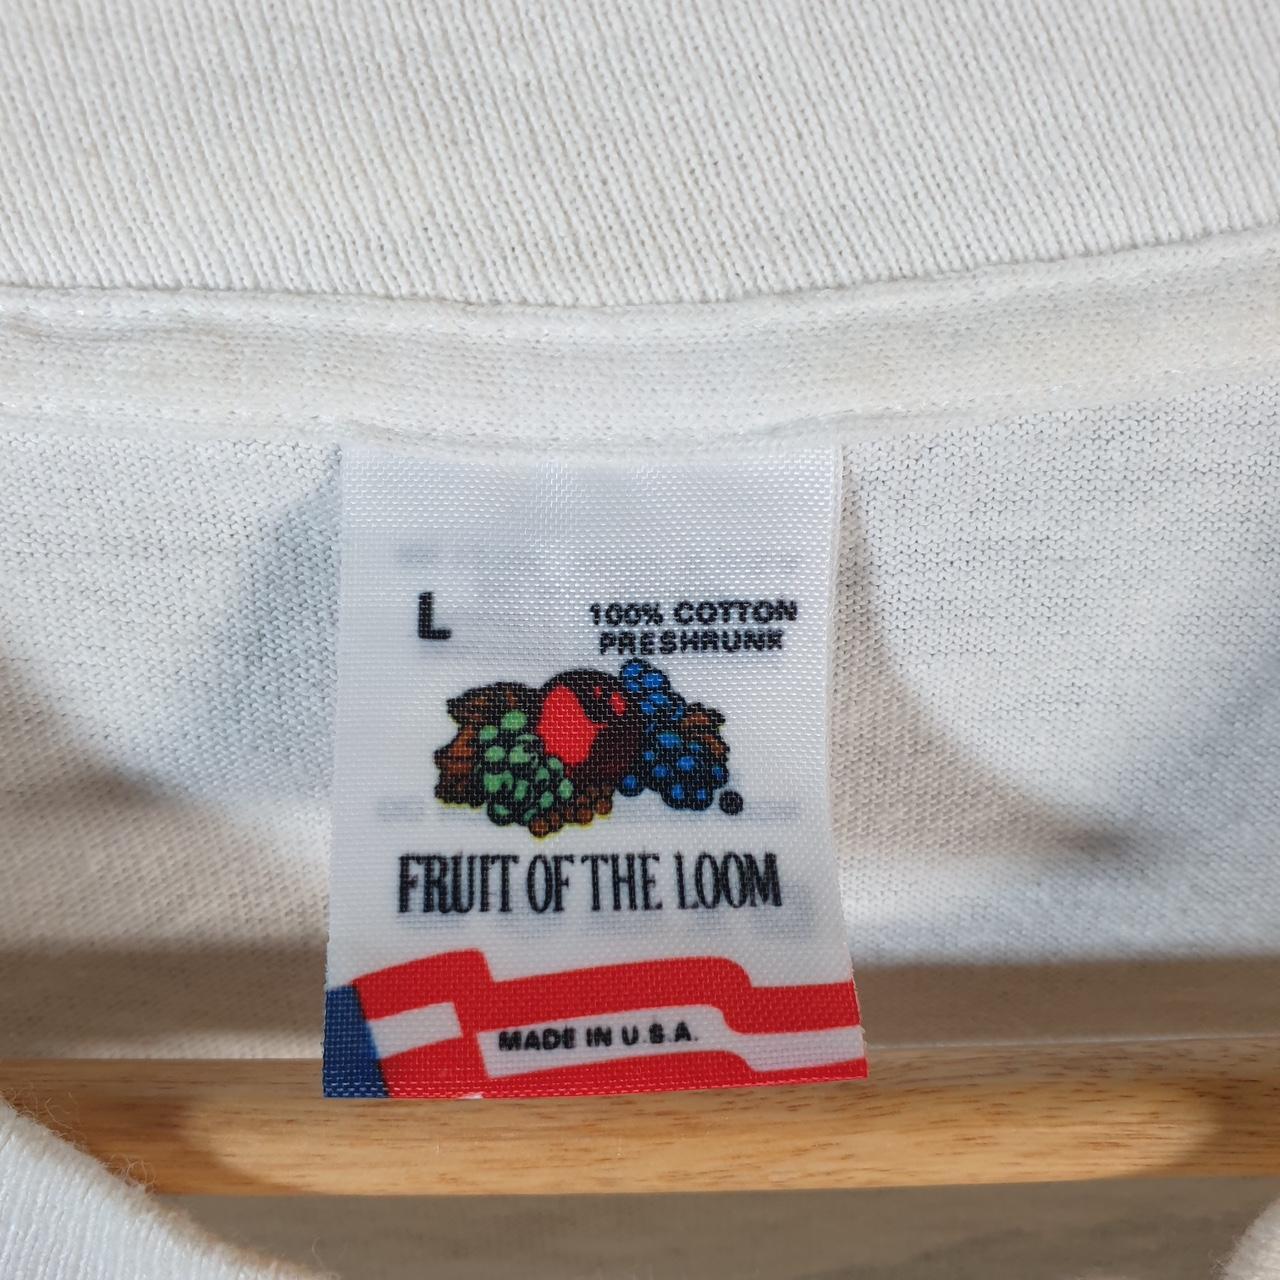 L
100% COTTON
PRESHRUNK
FRUIT OF THE LOOM
MADE IN U.S.A.